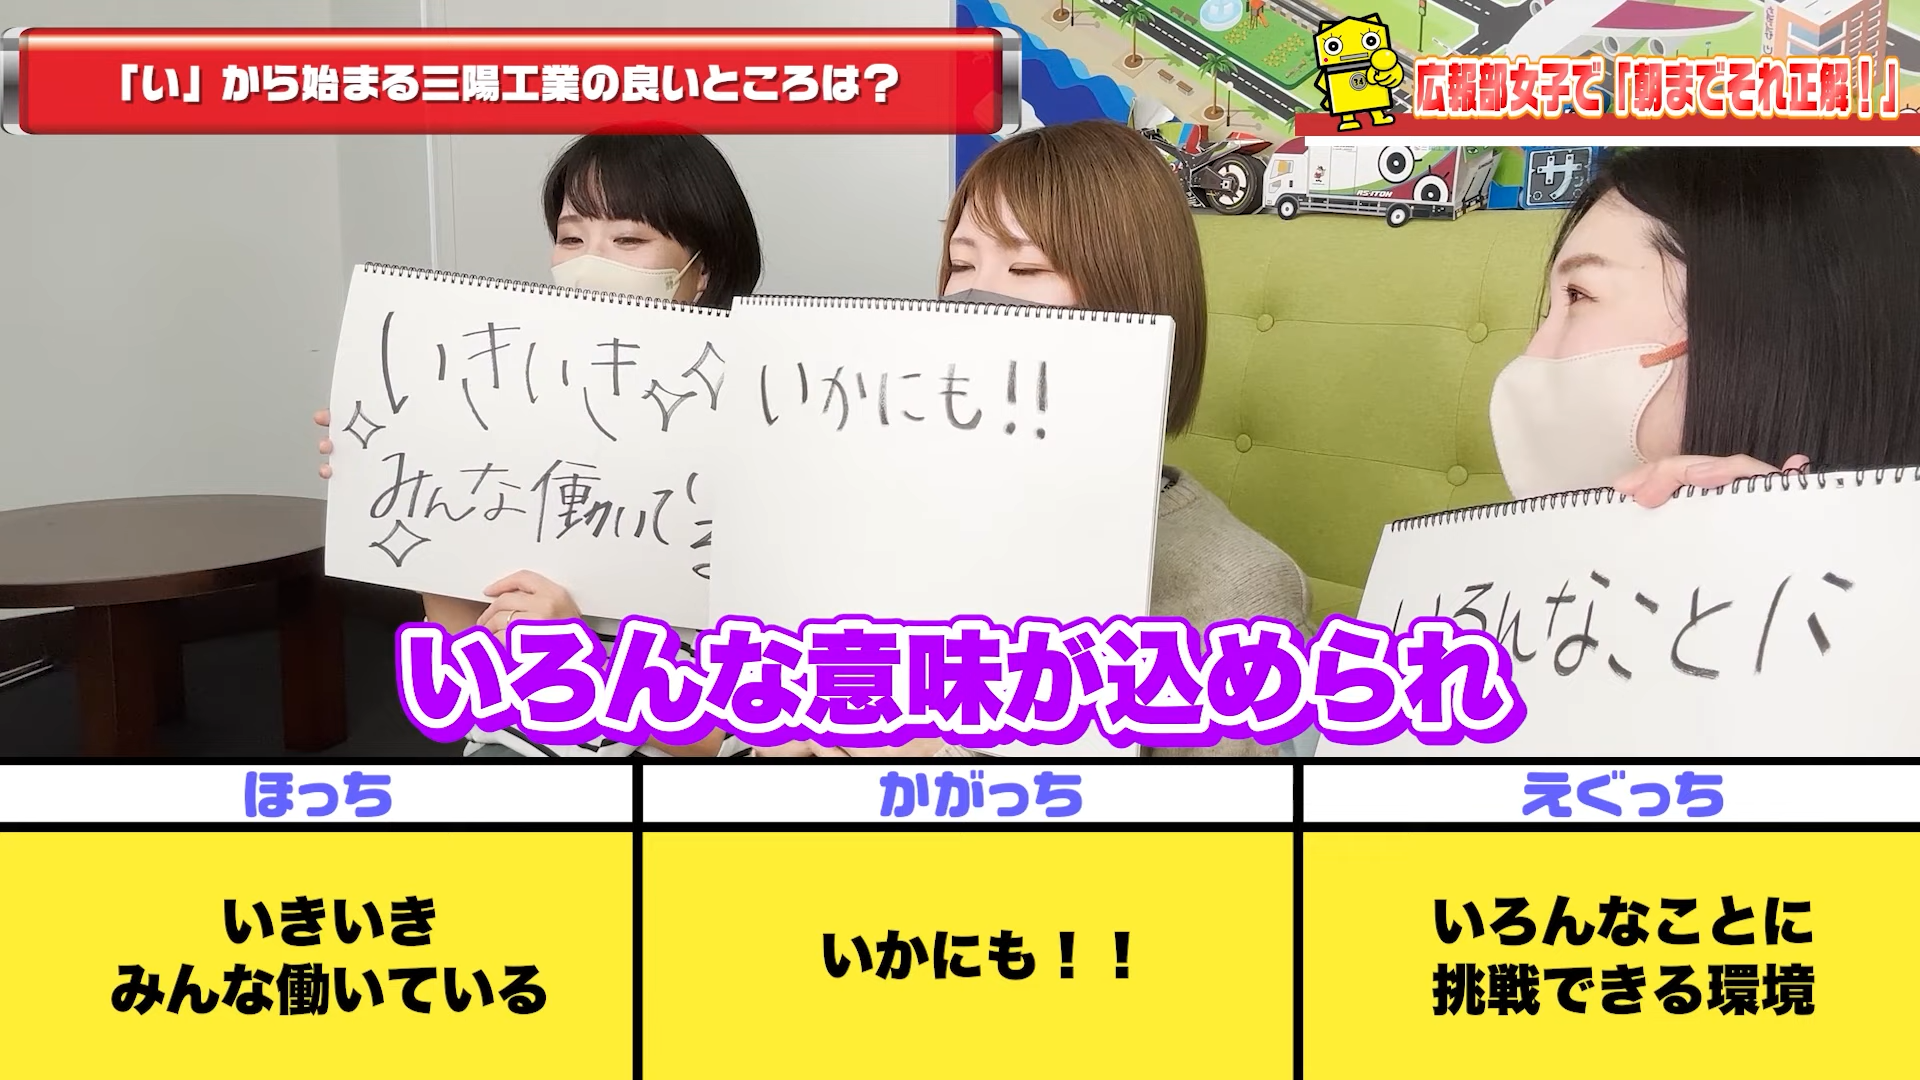 「い」から始まる三陽工業の良いところは？
広報部女子で「朝までそれ正解！」
RS-ITOH
サ
いきいき
みんな働いて
いかにも!!
いろんなことに
いろんな意味が込められ
ほっち
かがっち
えぐっち
いきいき
みんな働いている
いかにも！！
いろんなことに
挑戦できる環境